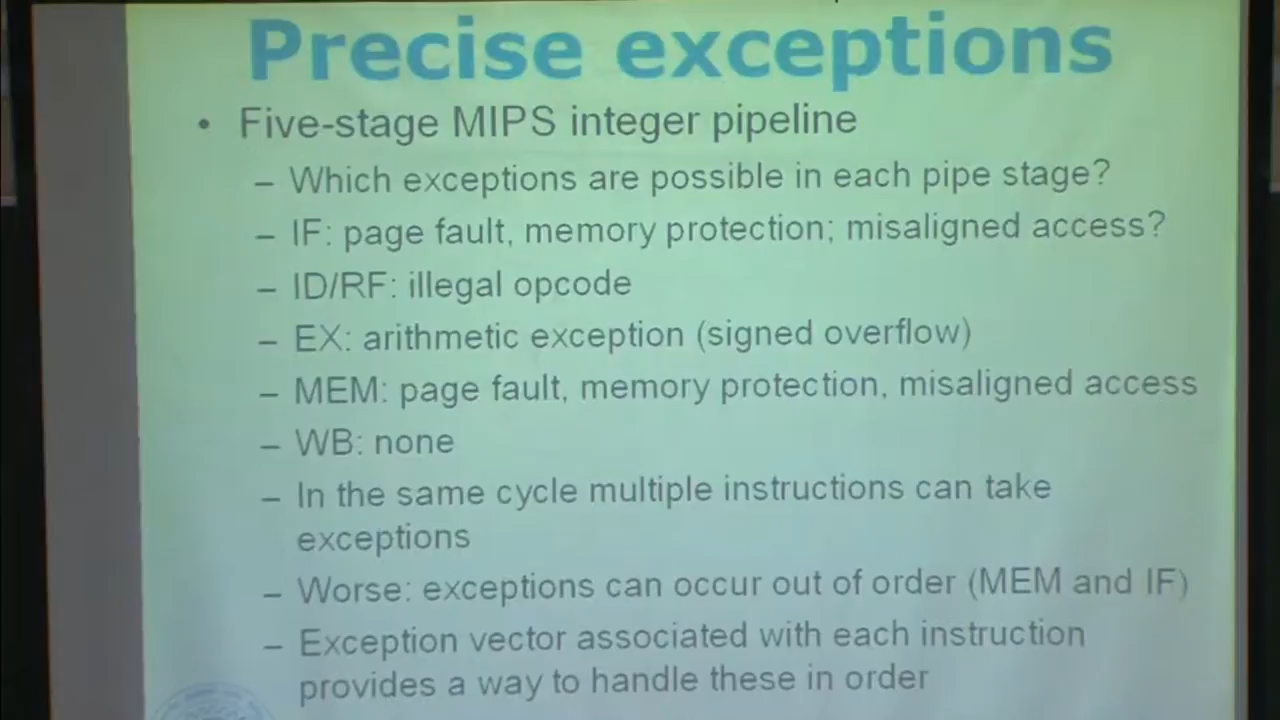 Precise exceptions
• Five-stage MIPS integer pipeline
– Which exceptions are possible in each pipe stage?
– IF: page fault, memory protection; misaligned access?
– ID/RF: illegal opcode
– EX: arithmetic exception (signed overflow)
– MEM: page fault, memory protection, misaligned access
– WB: none
– In the same cycle multiple instructions can take
exceptions
– Worse: exceptions can occur out of order (MEM and IF)
– Exception vector associated with each instruction
provides a way to handle these in order